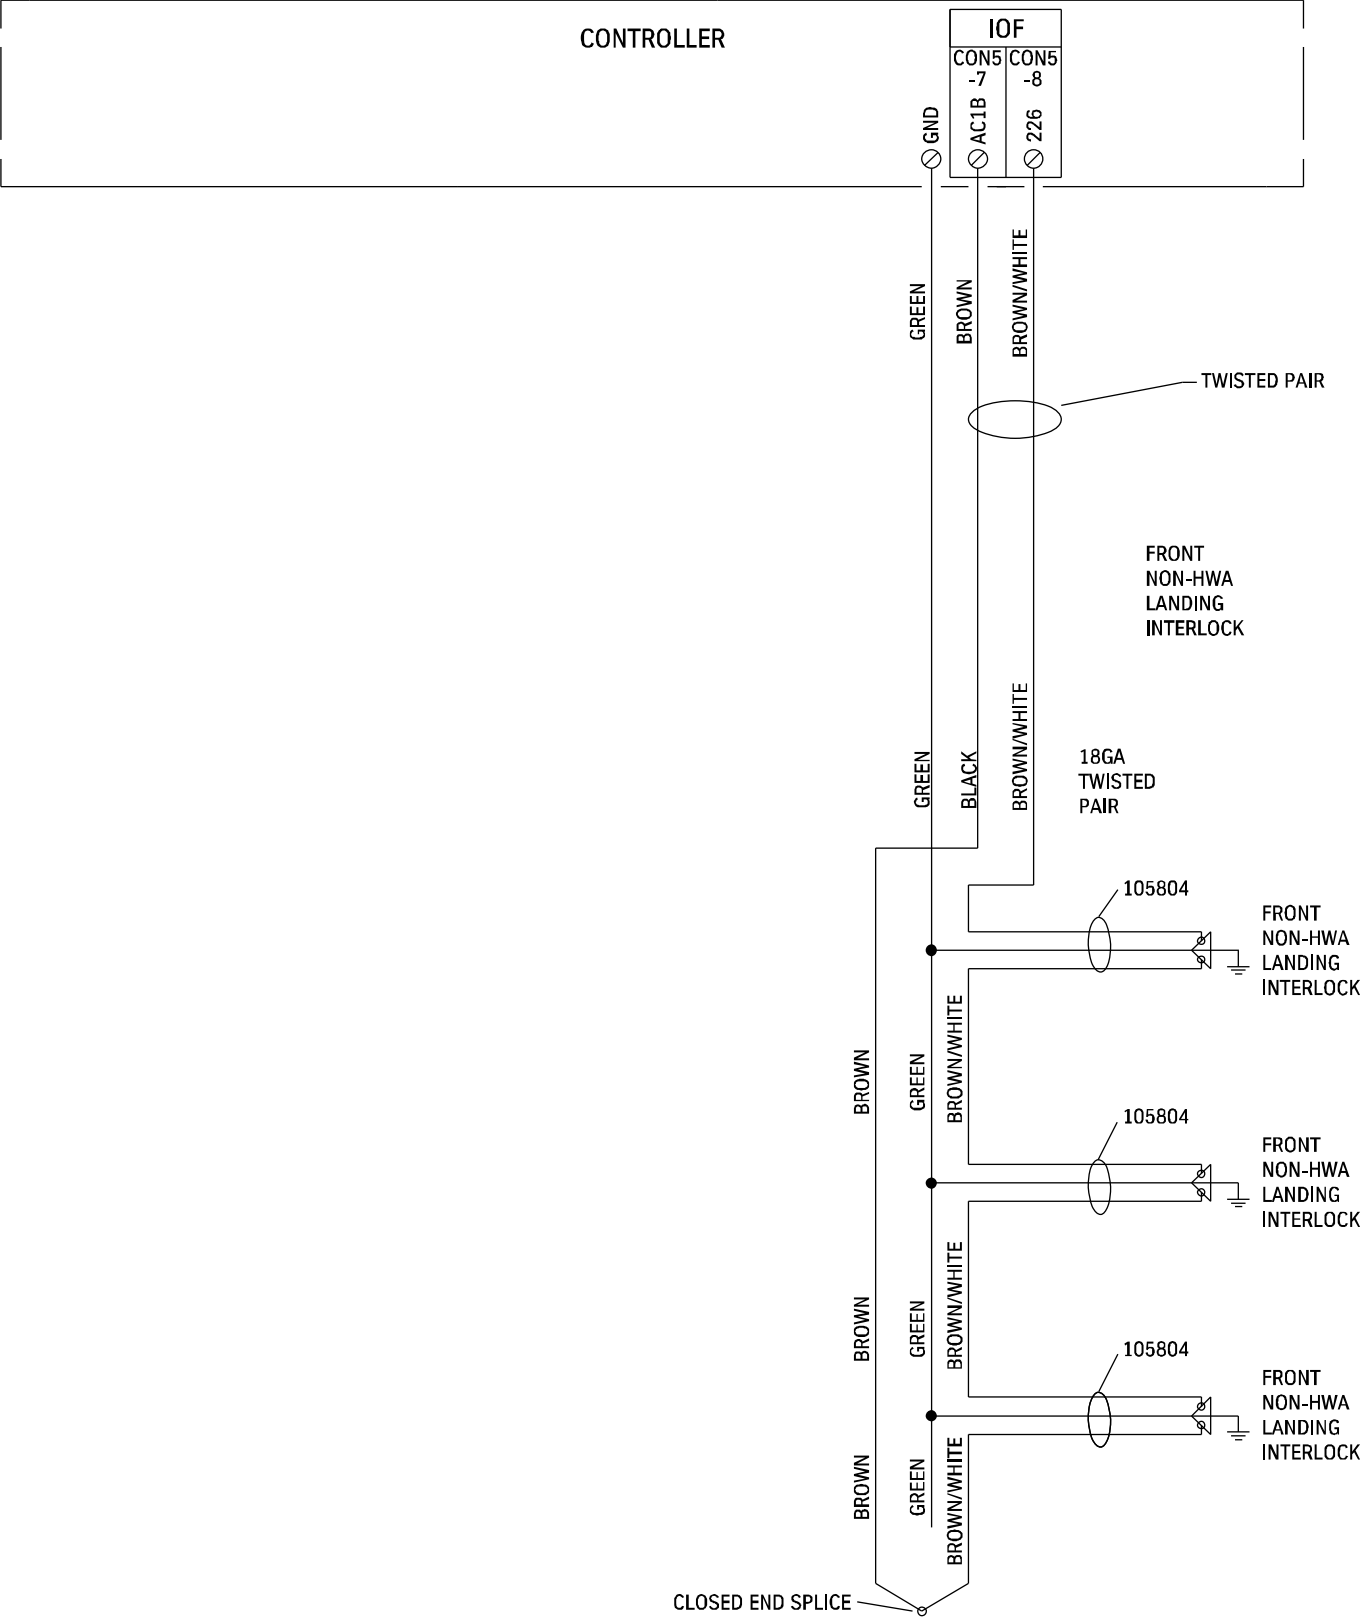 CONTROLLER
IOF
CON5 CON5
-7 -8
GND
AC1B
226
GREEN
BROWN
BROWN/WHITE
TWISTED PAIR
FRONT
NON-HWA
LANDING
INTERLOCK
GREEN
BLACK
BROWN/WHITE
18GA
TWISTED
PAIR
105804
FRONT
NON-HWA
LANDING
INTERLOCK
BROWN
GREEN
BROWN/WHITE
105804
FRONT
NON-HWA
LANDING
INTERLOCK
BROWN
GREEN
BROWN/WHITE
105804
FRONT
NON-HWA
LANDING
INTERLOCK
BROWN
GREEN
BROWN/WHITE
CLOSED END SPLICE